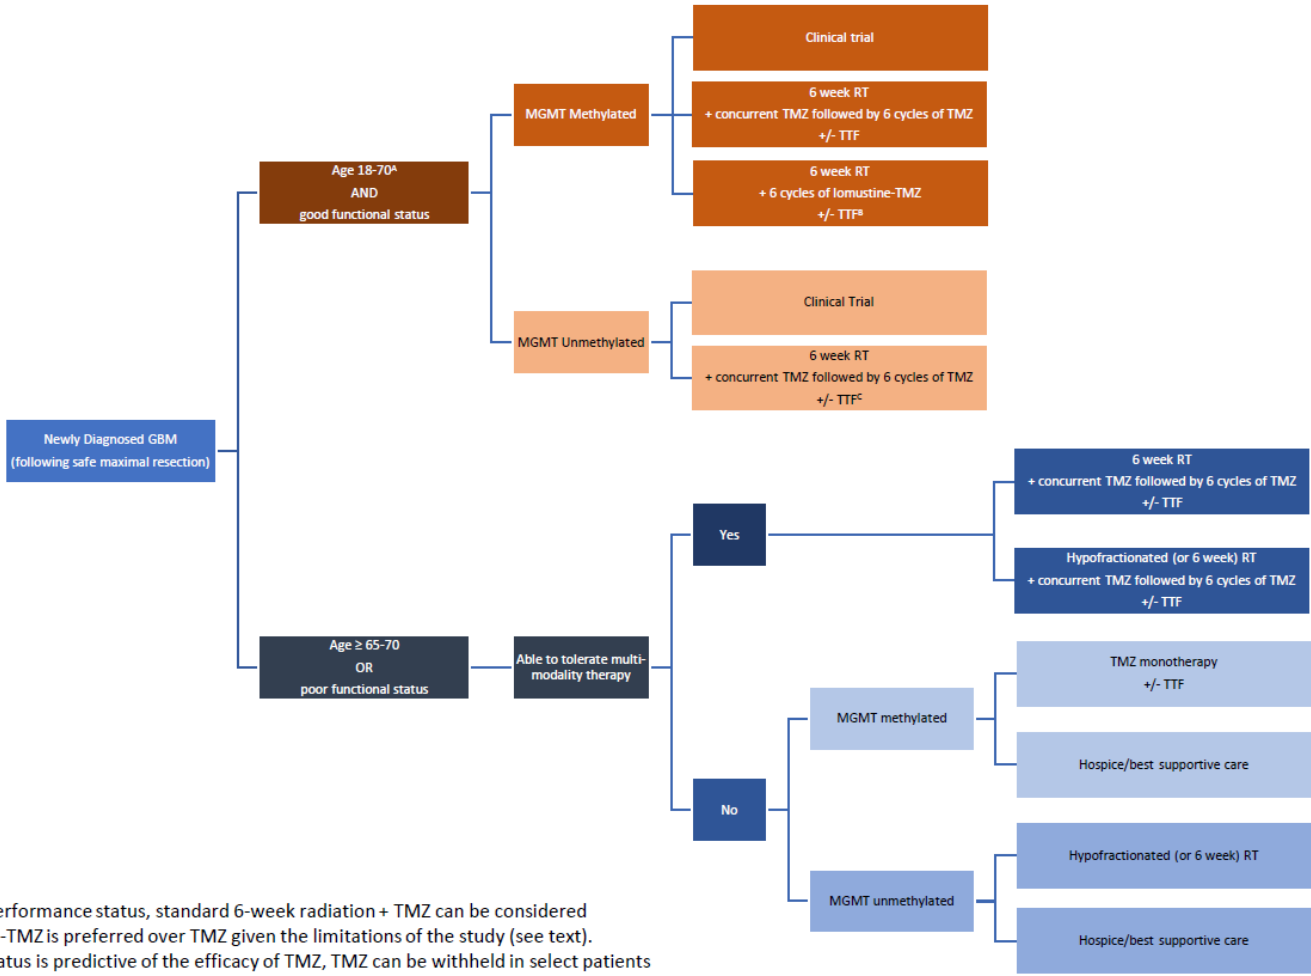 Clinical trial
6 week RT
+ concurrent TMZ followed by 6 cycles of TMZ
+/- TTF
MGMT Methylated
6 week RT
+ 6 cycles of lomustine-TMZ
+/- TTFᴮ
Age 18-70ᴬ
AND
good functional status
Clinical Trial
MGMT Unmethylated
6 week RT
+ concurrent TMZ followed by 6 cycles of TMZ
+/- TTFᶜ
Newly Diagnosed GBM
(following safe maximal resection)
6 week RT
+ concurrent TMZ followed by 6 cycles of TMZ
+/- TTF
Yes
Hypofractionated (or 6 week) RT
+ concurrent TMZ followed by 6 cycles of TMZ
+/- TTF
Age ≥ 65-70
OR
poor functional status
Able to tolerate multi-
modality therapy
TMZ monotherapy
+/- TTF
MGMT methylated
Hospice/best supportive care
No
Hypofractionated (or 6 week) RT
MGMT unmethylated
Hospice/best supportive care
performance status, standard 6-week radiation + TMZ can be considered
-TMZ is preferred over TMZ given the limitations of the study (see text).
status is predictive of the efficacy of TMZ, TMZ can be withheld in select patients